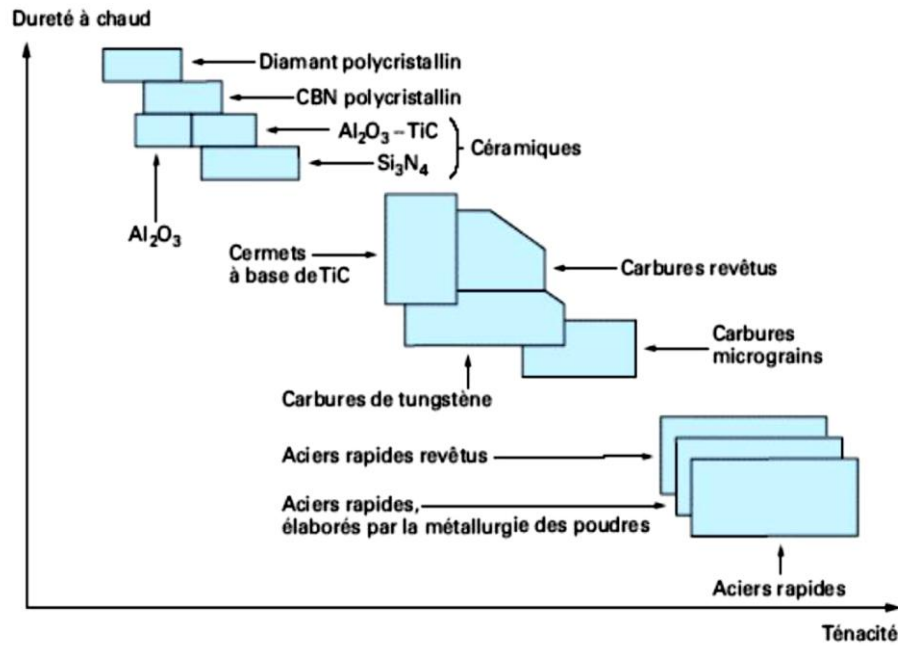 Dureté à chaud
Diamant polycristallin
CBN polycristallin
Al₂O₃ – TiC
Céramiques
Si₃N₄
Al₂O₃
Cermets
à base de TiC
Carbures revêtus
Carbures
micrograins
Carbures de tungstène
Aciers rapides revêtus
Aciers rapides,
élaborés par la métallurgie des poudres
Aciers rapides
Ténacité